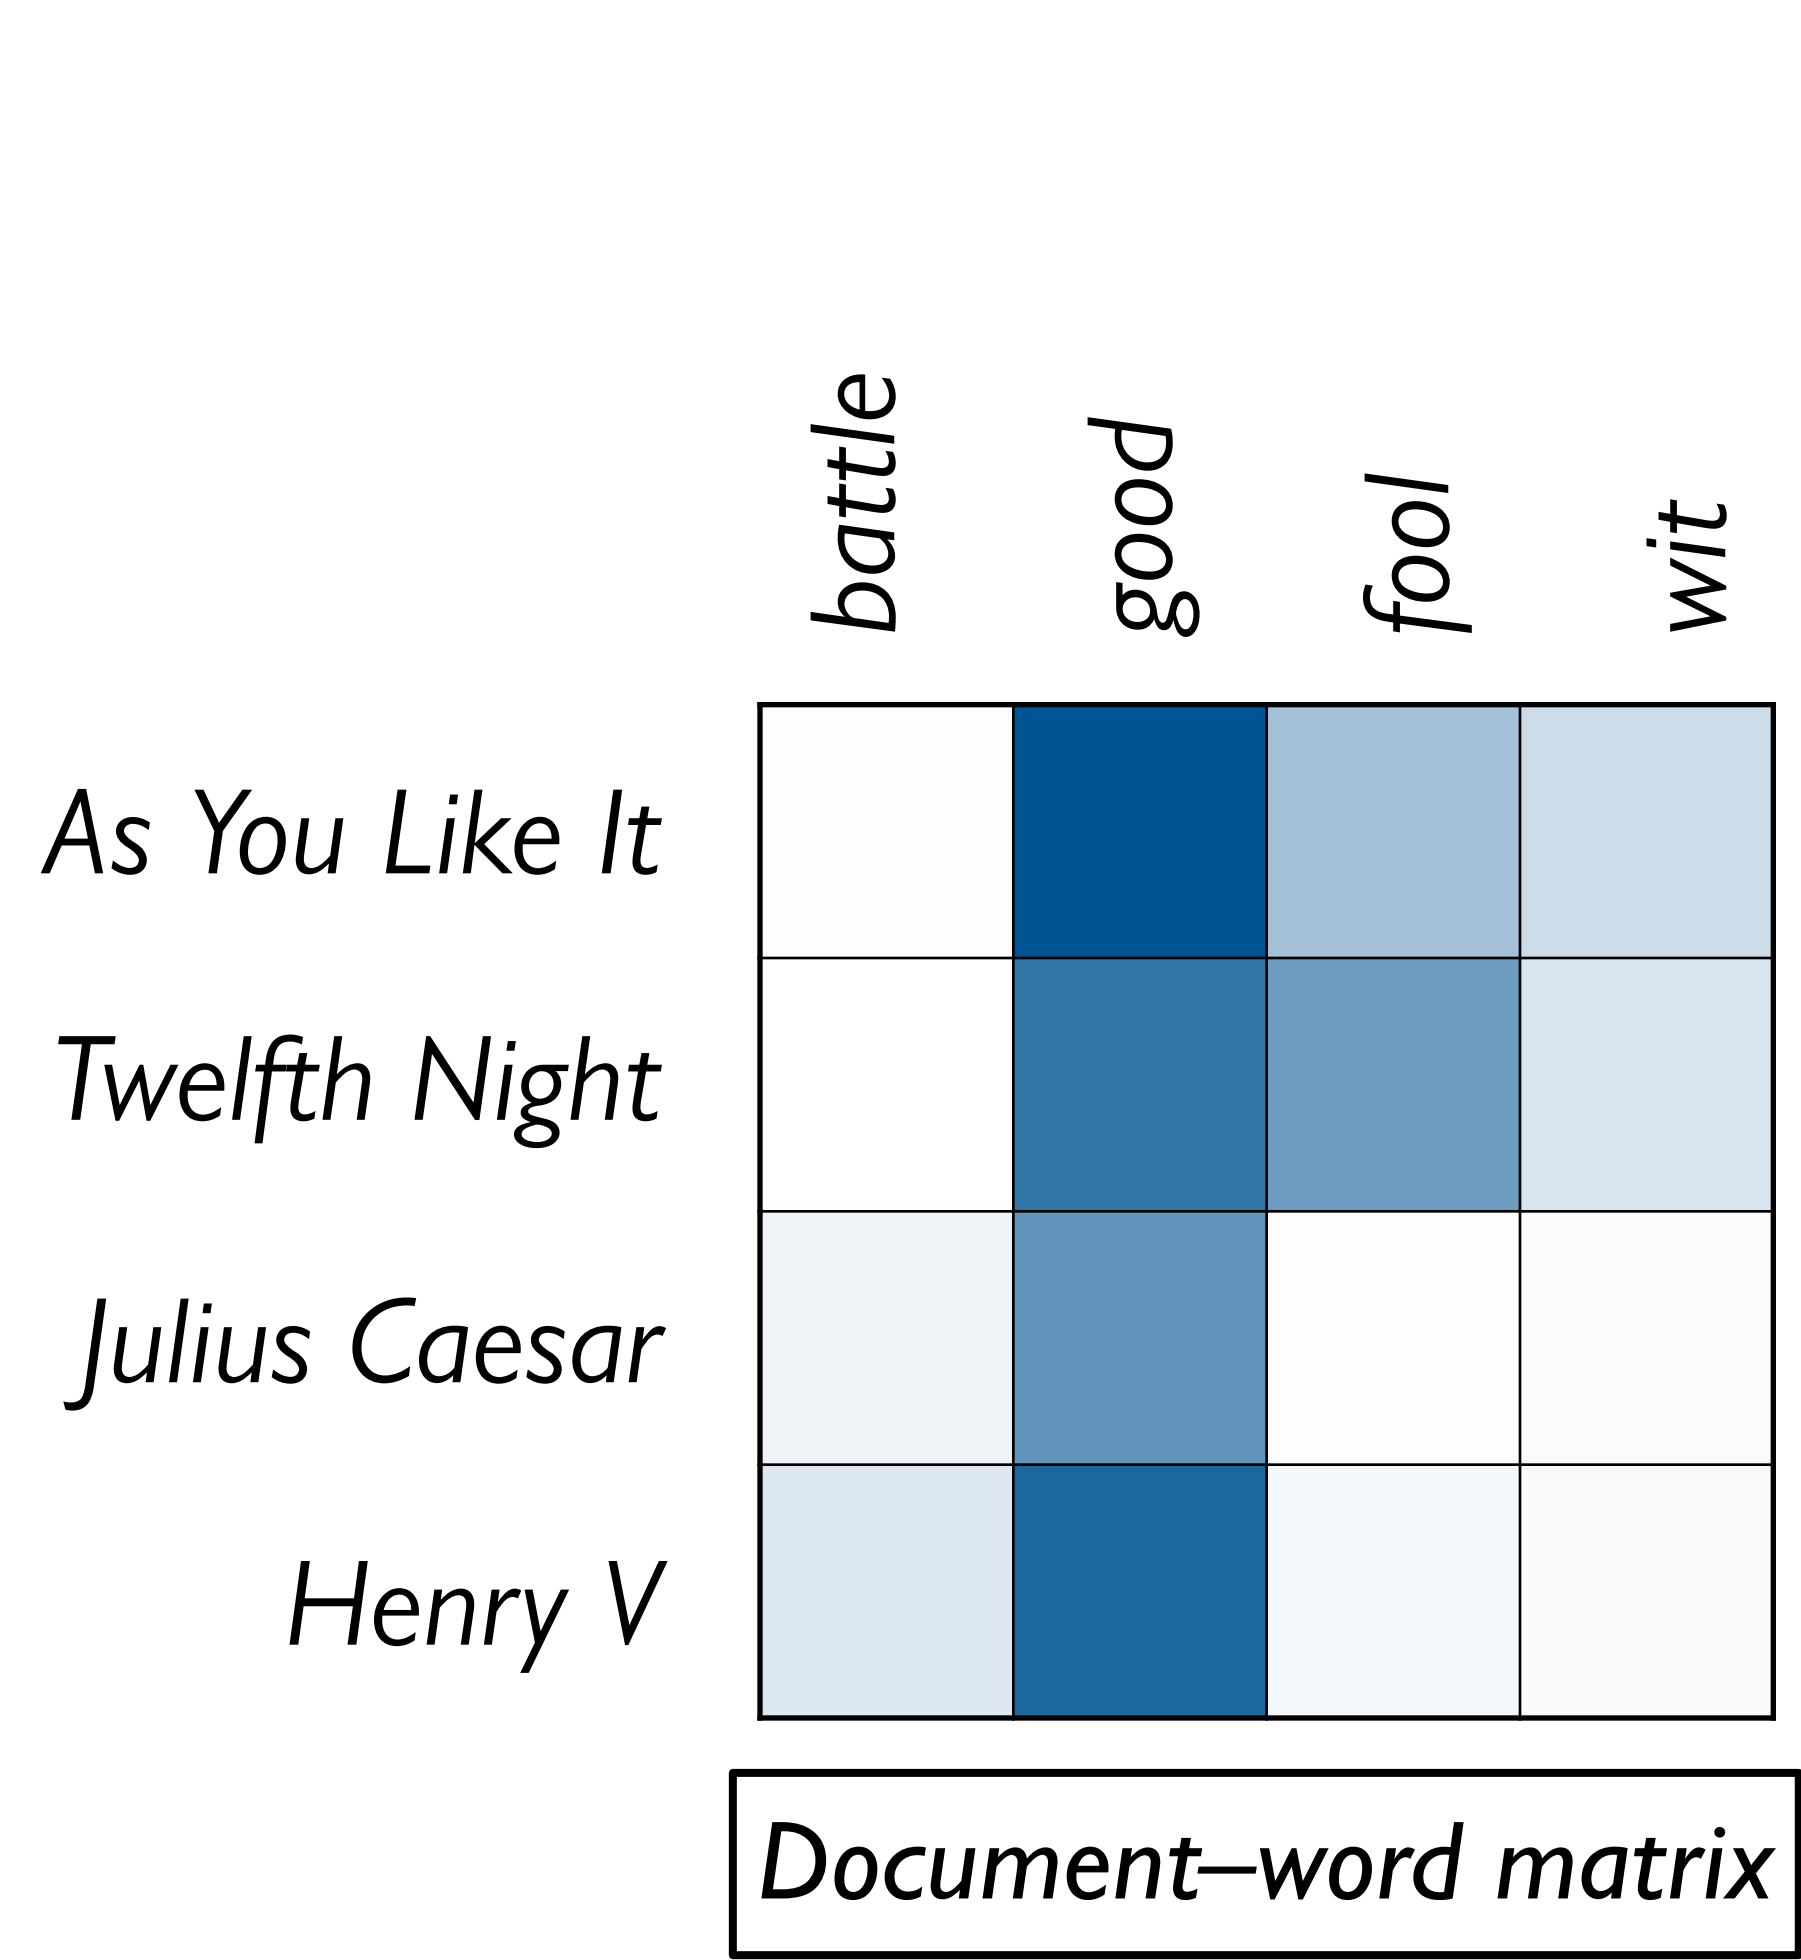 battle
good
fool
wit
As You Like It
Twelfth Night
Julius Caesar
Henry V
Document–word matrix